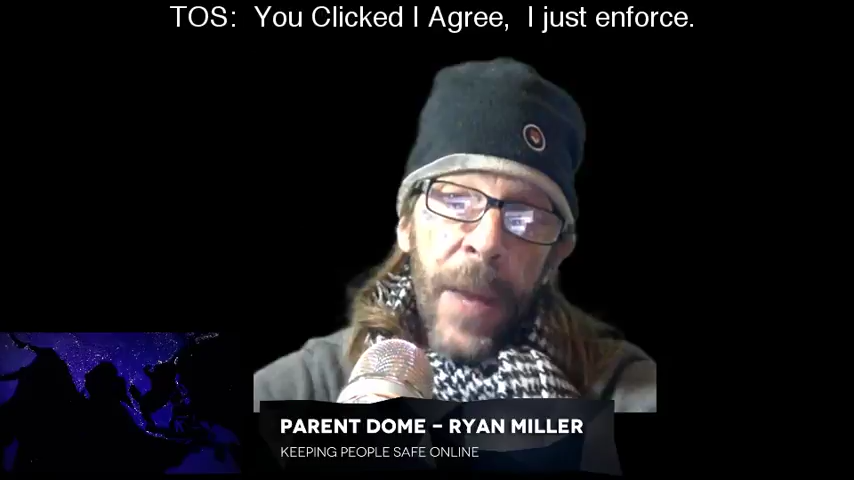 TOS:  You Clicked I Agree,  I just enforce.
PARENT DOME - RYAN MILLER
KEEPING PEOPLE SAFE ONLINE